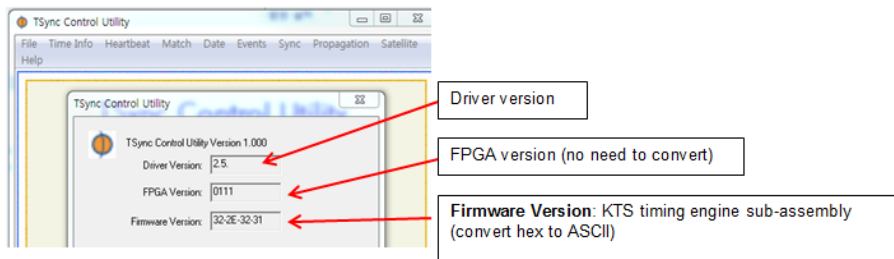 TSync Control Utility
File Time Info Heartbeat Match Date Events Sync Propagation Satellite
Help
TSync Control Utility
TSync Control Utility Version 1.000
Driver Version: 2.5.
FPGA Version: 0111
Firmware Version: 32-2E-32-31
Driver version
FPGA version (no need to convert)
Firmware Version: KTS timing engine sub-assembly
(convert hex to ASCII)